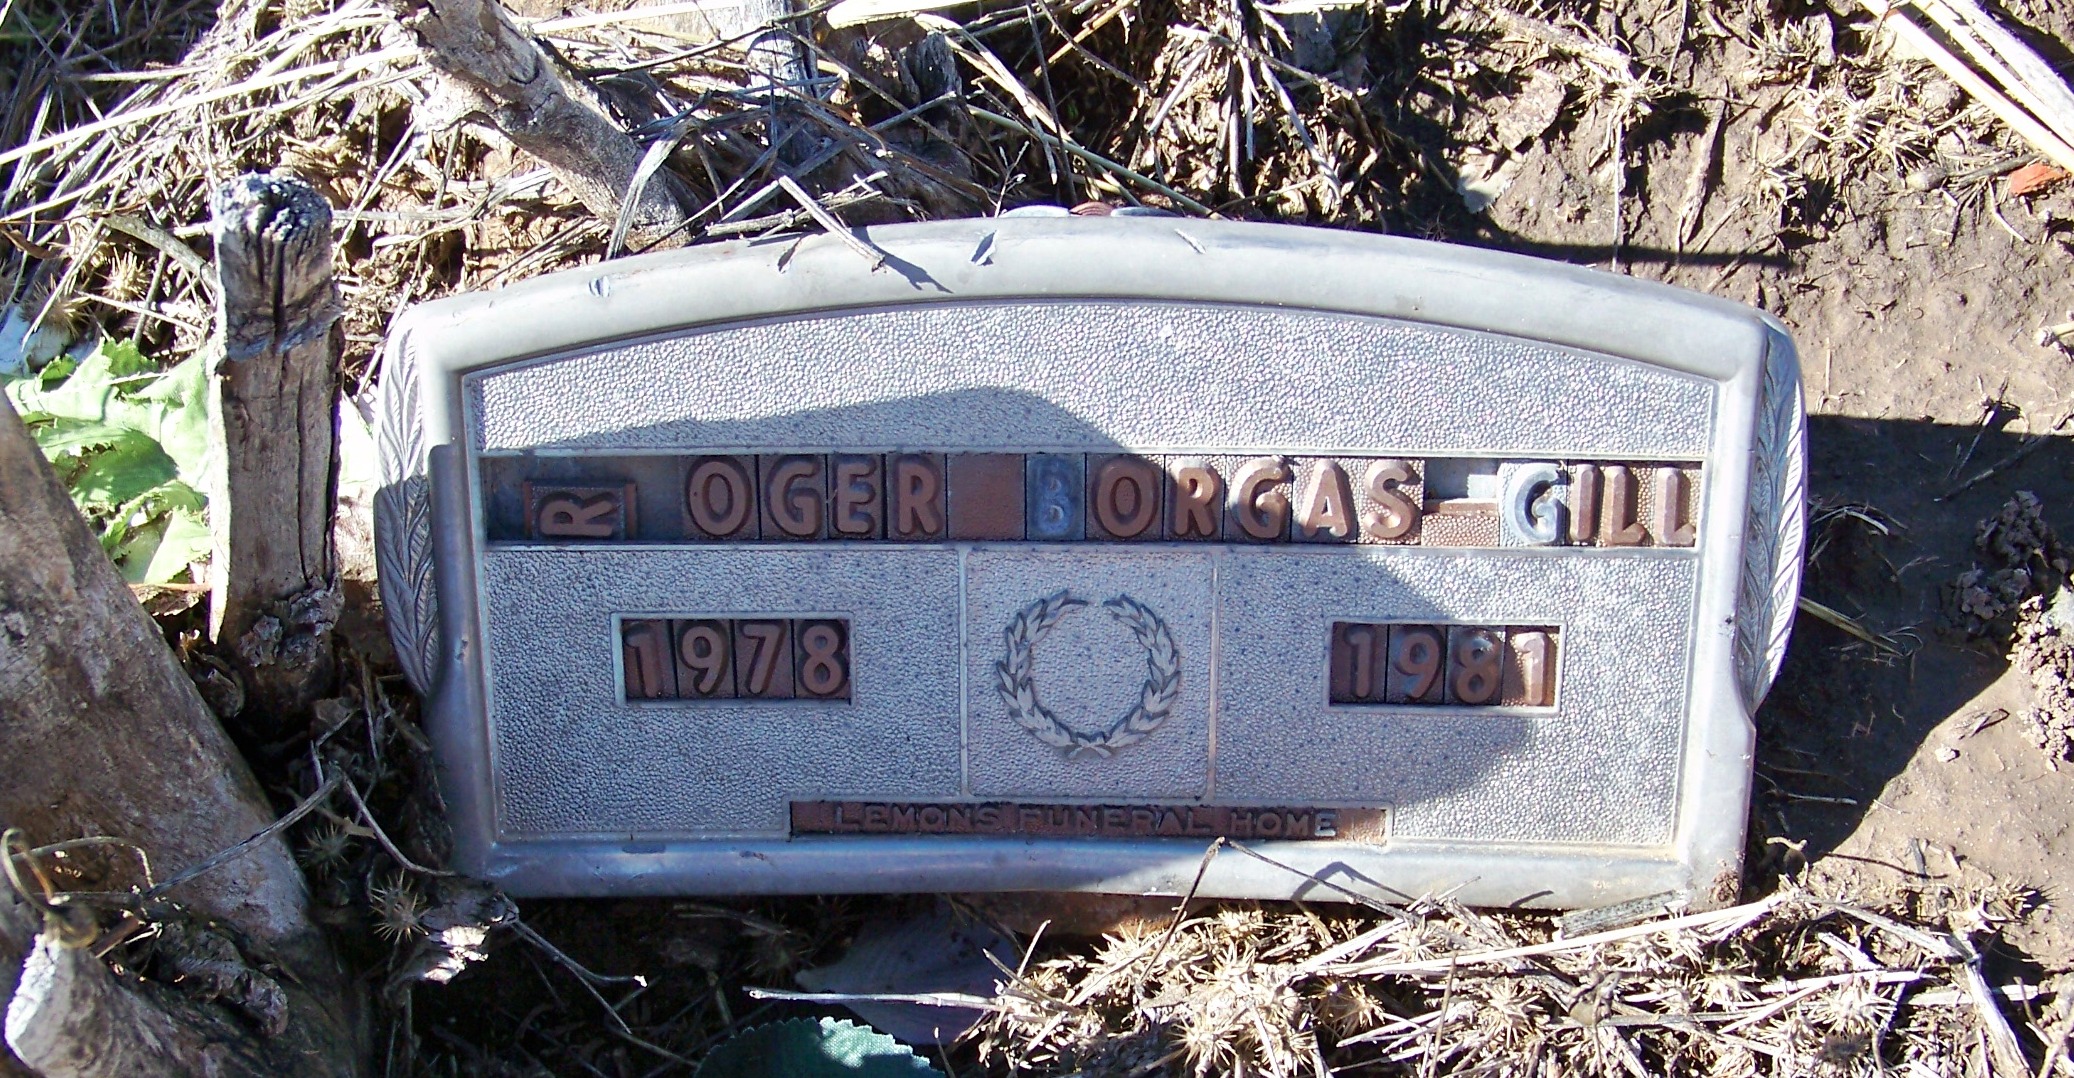 R OGER BORGAS GILL
1978 1981
LEMONS FUNERAL HOME